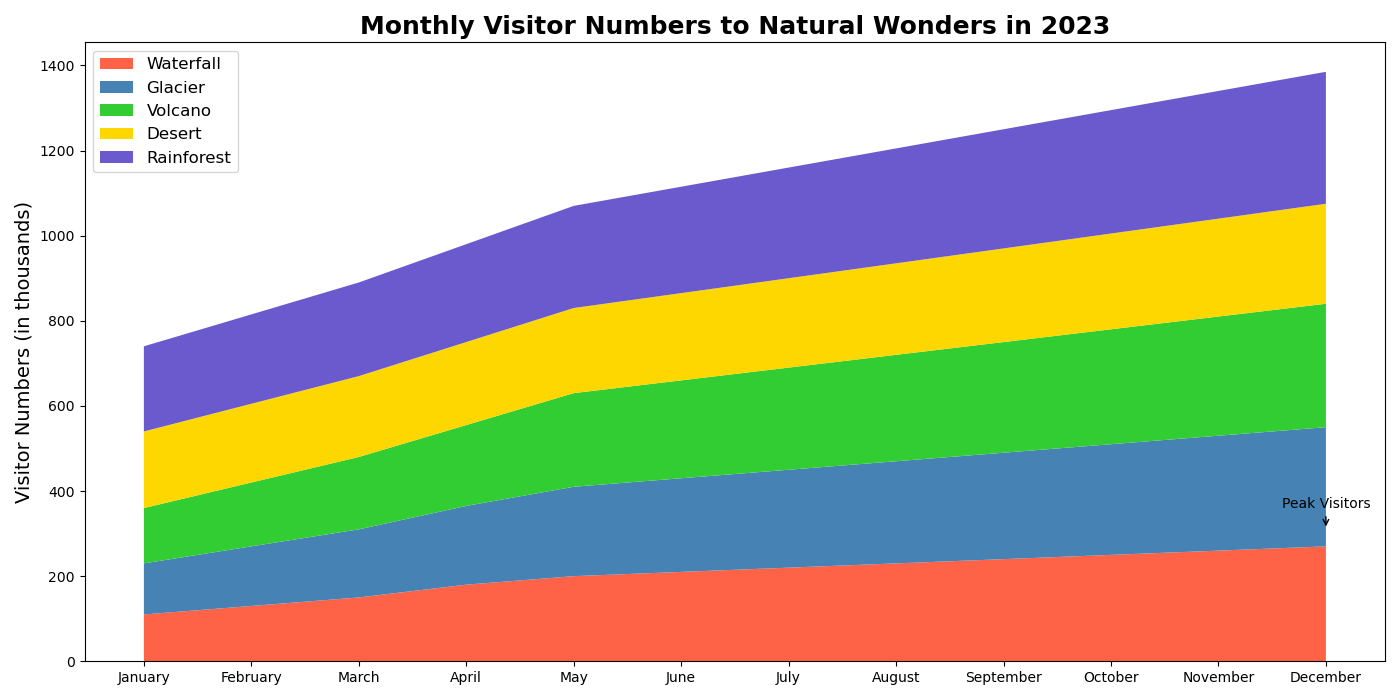 Monthly Visitor Numbers to Natural Wonders in 2023
Visitor Numbers (in thousands)
1400
1200
1000
800
600
400
200
0
Waterfall
Glacier
Volcano
Desert
Rainforest
Peak Visitors
January February March April May June July August September October November December